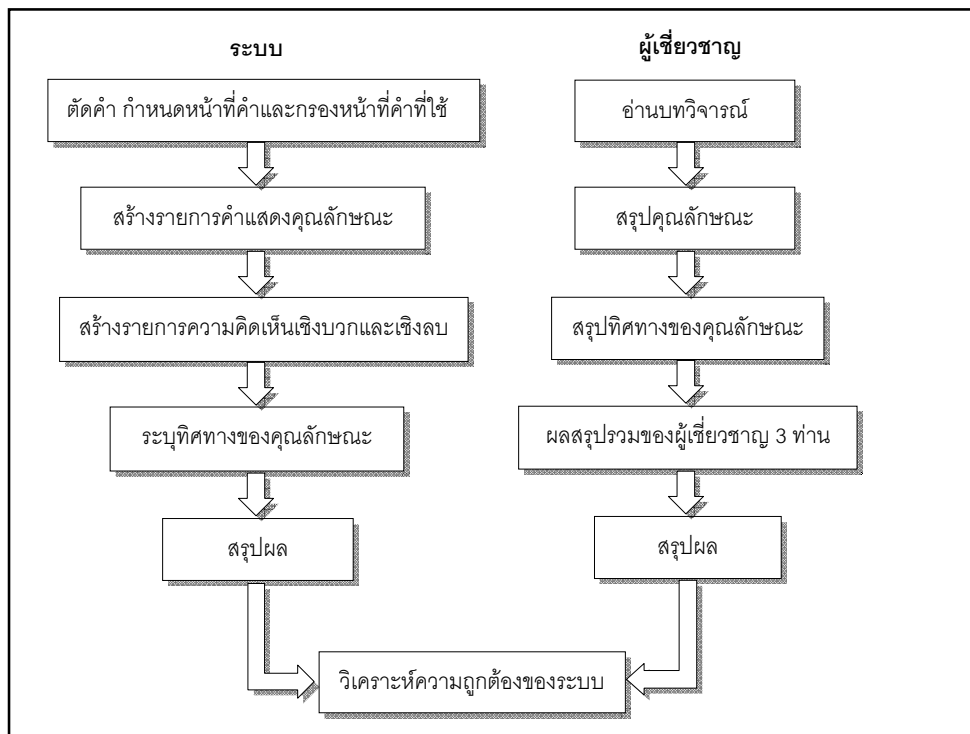 ระบบ
ตัดคำ กำหนดหน้าที่คำและกรองหน้าที่คำที่ใช้
สร้างรายการคำแสดงคุณลักษณะ
สร้างรายการความคิดเห็นเชิงบวกและเชิงลบ
ระบุทิศทางของคุณลักษณะ
สรุปผล
ผู้เชี่ยวชาญ
อ่านบทวิจารณ์
สรุปคุณลักษณะ
สรุปทิศทางของคุณลักษณะ
ผลสรุปรวมของผู้เชี่ยวชาญ 3 ท่าน
สรุปผล
วิเคราะห์ความถูกต้องของระบบ